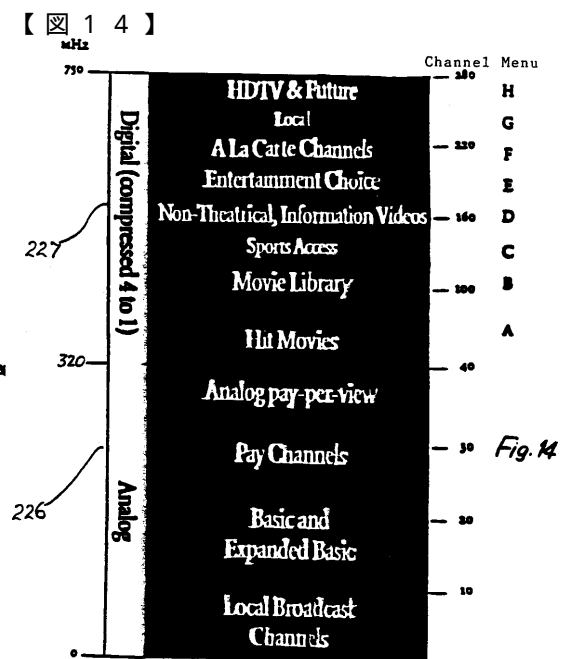 【図１４】
MHz
Channel Menu
750
280
HDTV & Future
H
Local
G
A La Carte Channels
220
F
Entertainment Choice
E
Non-Theatrical, Information Videos
160
D
Digital (compressed 4 to 1)
227
Sports Access
C
Movie Library
100
B
Hit Movies
A
320
40
Analog pay-per-view
Pay Channels
30
Fig. 14
226
Analog
Basic and
20
Expanded Basic
10
Local Broadcast
Channels
0